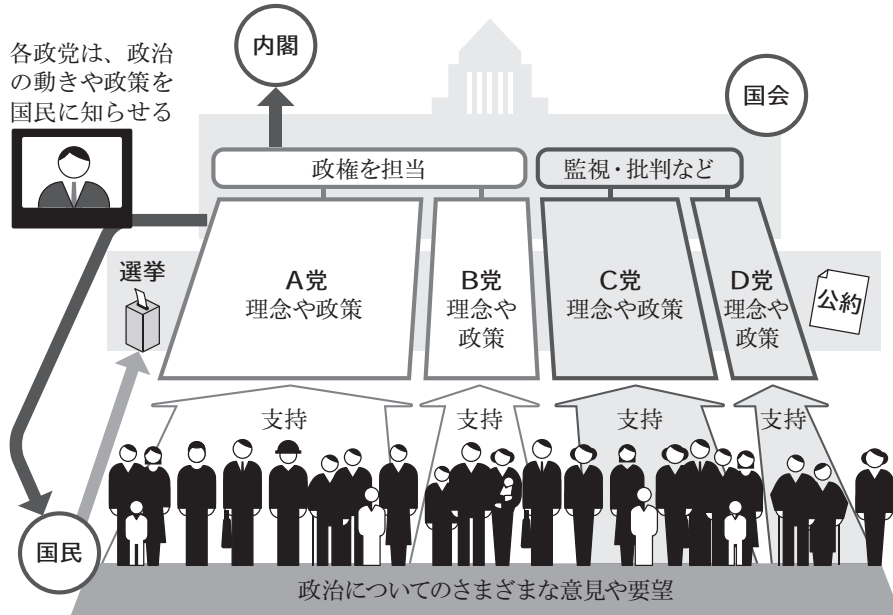 各政党は、政治
の動きや政策を
国民に知らせる
内閣
国会
政権を担当
監視・批判など
選挙
A党
理念や政策
B党
理念や
政策
C党
理念や政策
D党
理念や
政策
公約
支持
支持
支持
支持
国民
政治についてのさまざまな意見や要望